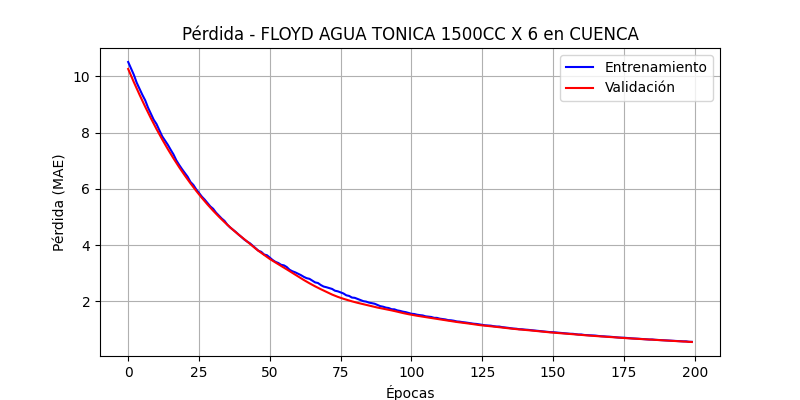 Pérdida - FLOYD AGUA TONICA 1500CC X 6 en CUENCA
Entrenamiento
Validación
Pérdida (MAE)
10
8
6
4
2
0 25 50 75 100 125 150 175 200
Épocas